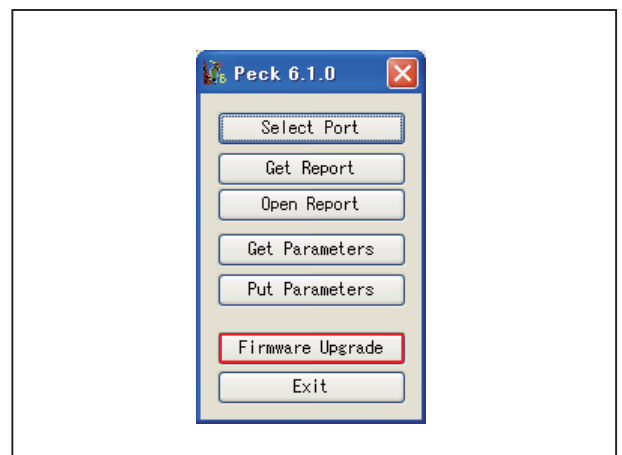 Peck 6.1.0
Select Port
Get Report
Open Report
Get Parameters
Put Parameters
Firmware Upgrade
Exit